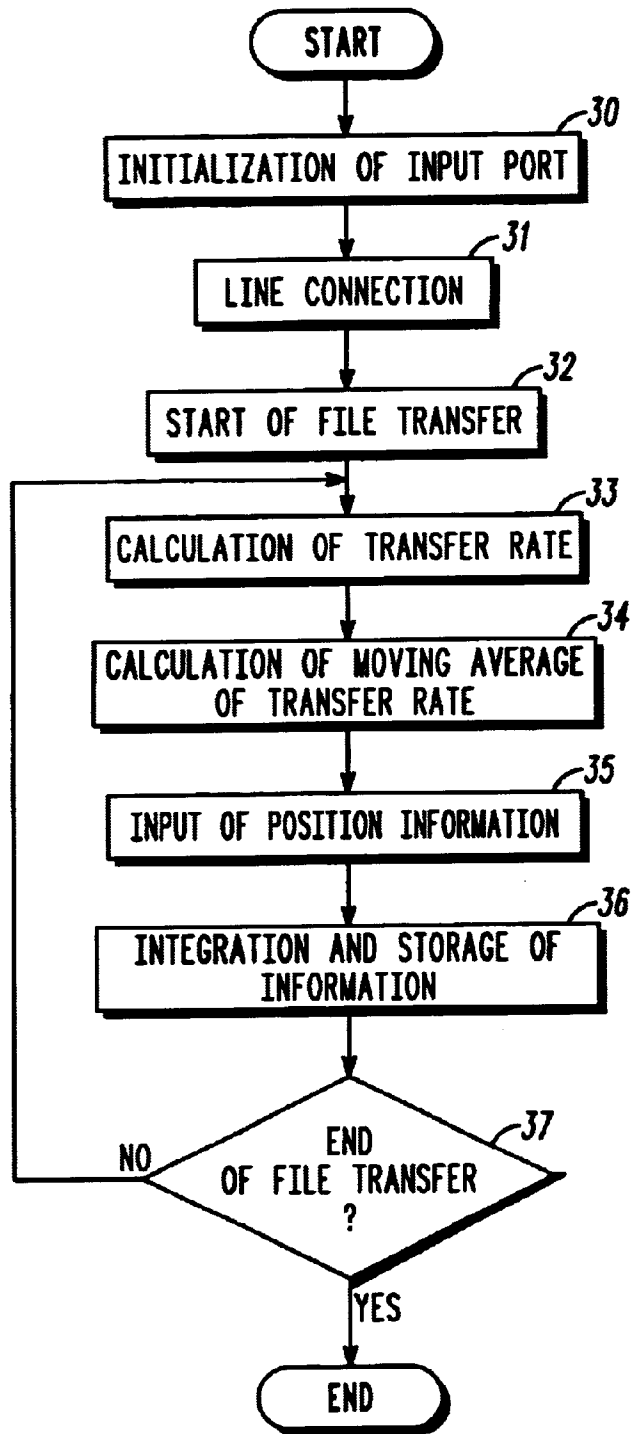 START
30
INITIALIZATION OF INPUT PORT
31
LINE CONNECTION
32
START OF FILE TRANSFER
33
CALCULATION OF TRANSFER RATE
34
CALCULATION OF MOVING AVERAGE
OF TRANSFER RATE
35
INPUT OF POSITION INFORMATION
36
INTEGRATION AND STORAGE OF
INFORMATION
37
END
OF FILE TRANSFER
?
NO
YES
END